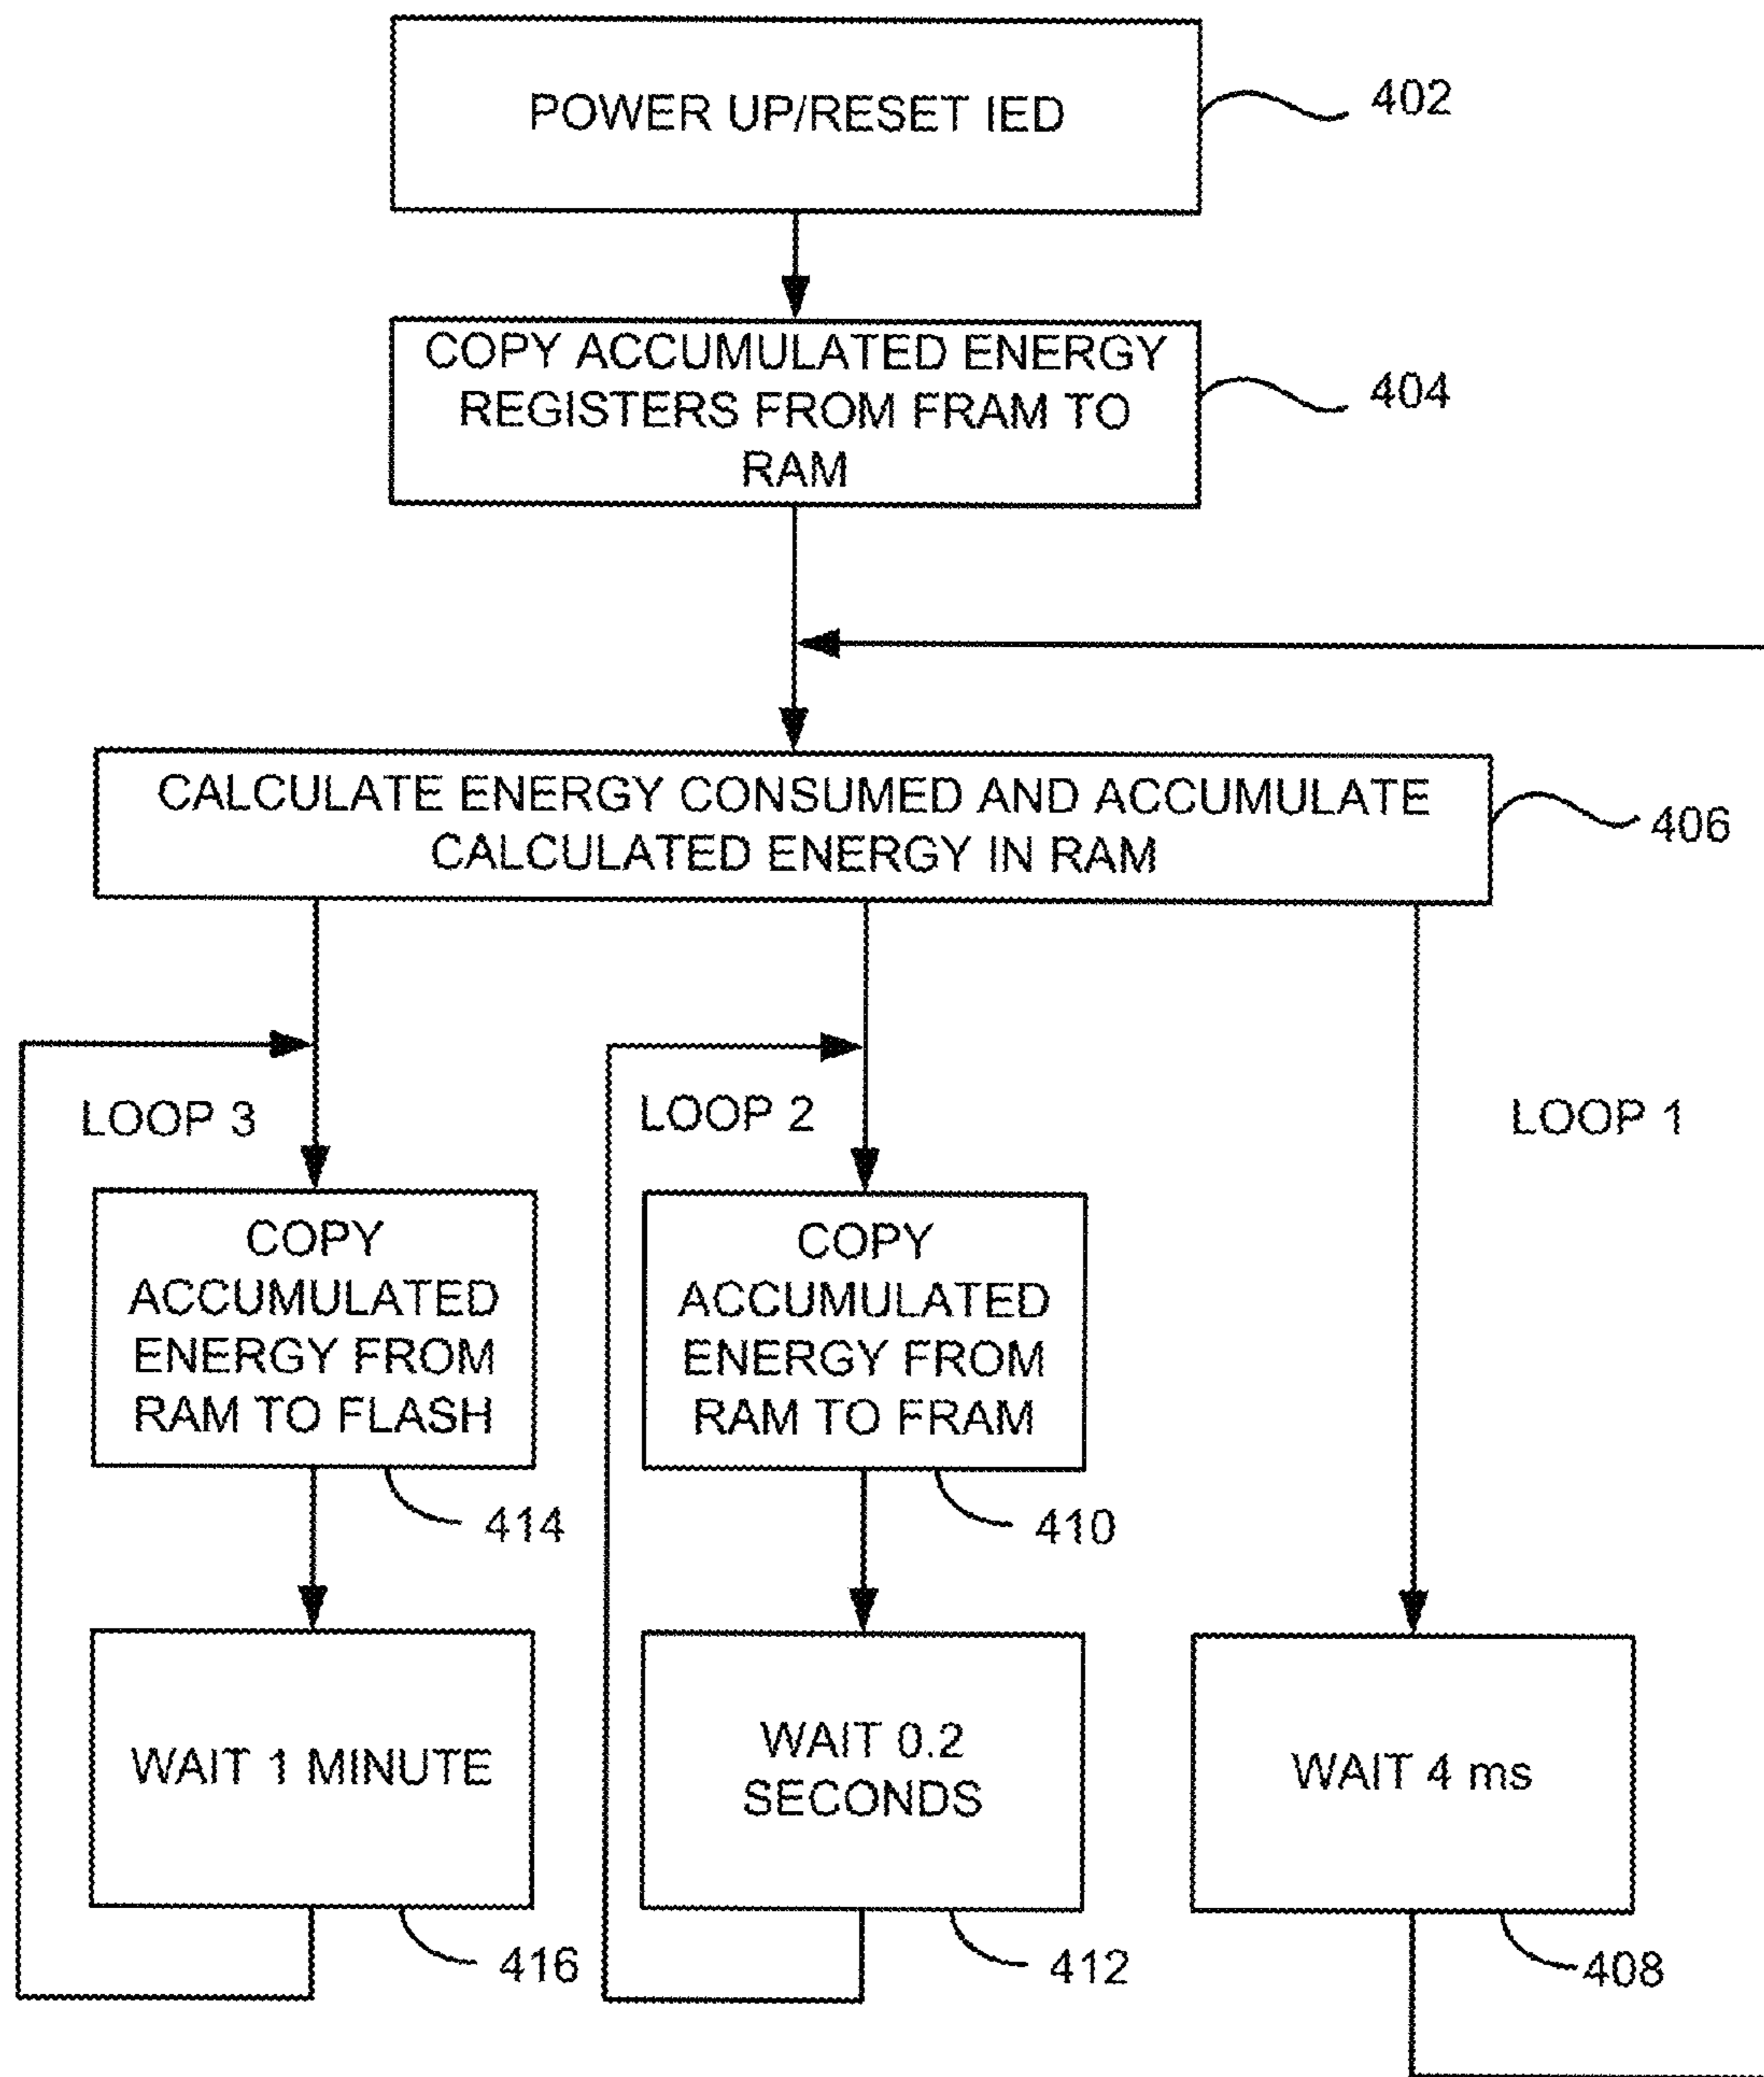 POWER UP/RESET IED
402
COPY ACCUMULATED ENERGY
REGISTERS FROM FRAM TO
RAM
404
CALCULATE ENERGY CONSUMED AND ACCUMULATE
CALCULATED ENERGY IN RAM
406
LOOP 3
LOOP 2
LOOP 1
COPY
ACCUMULATED
ENERGY FROM
RAM TO FLASH
414
COPY
ACCUMULATED
ENERGY FROM
RAM TO FRAM
410
WAIT 1 MINUTE
416
WAIT 0.2
SECONDS
412
WAIT 4 ms
408